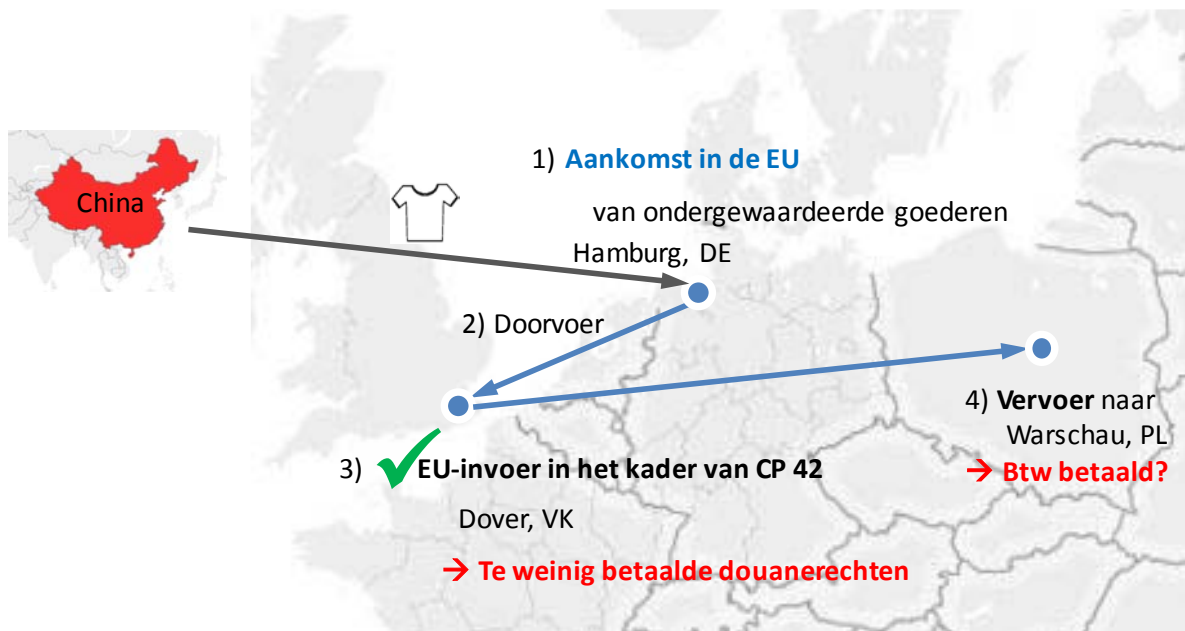 China
1) Aankomst in de EU
van ondergewaardeerde goederen
Hamburg, DE
2) Doorvoer
3) EU-invoer in het kader van CP 42
Dover, VK
→ Te weinig betaalde douanerechten
4) Vervoer naar
Warschau, PL
→ Btw betaald?